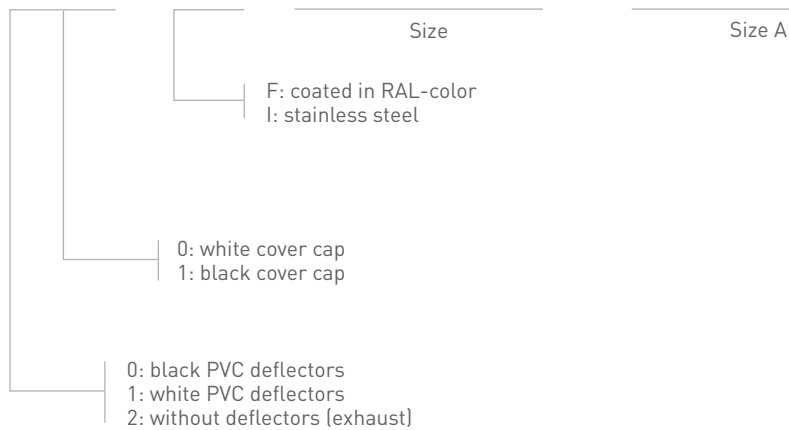 Size
Size A
F: coated in RAL-color
I: stainless steel
0: white cover cap
1: black cover cap
0: black PVC deflectors
1: white PVC deflectors
2: without deflectors (exhaust)